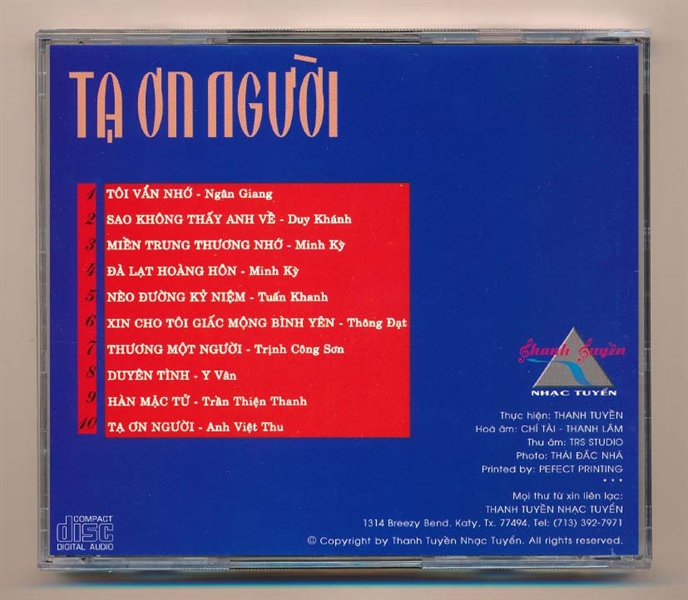 TẠ ƠN NGƯỜI
1 TÔI VẪN NHỚ - Ngân Giang
2 SAO KHÔNG THẤY ANH VỀ - Duy Khánh
3 MIỀN TRUNG THƯƠNG NHỚ - Minh Kỳ
4 ĐÀ LẠT HOÀNG HÔN - Minh Kỳ
5 NẺO ĐƯỜNG KỶ NIỆM - Tuấn Khanh
6 XIN CHO TÔI GIẤC MỘNG BÌNH YÊN - Thông Đạt
7 THƯƠNG MỘT NGƯỜI - Trịnh Công Sơn
8 DUYÊN TÌNH - Y Vân
9 HÀN MẶC TỬ - Trần Thiện Thanh
10 TẠ ƠN NGƯỜI - Anh Việt Thu
Thanh Tuyền
NHẠC TUYỂN
Thực hiện: THANH TUYỀN
Hoà âm: CHÍ TÀI - THANH LÂM
Thu âm: TRS STUDIO
Photo: THÁI ĐẮC NHÃ
Printed by: PEFECT PRINTING
* * *
Mọi thư từ xin liên lạc:
THANH TUYỀN NHẠC TUYỂN
1314 Breezy Bend, Katy, Tx. 77494, Tel: (713) 392-7971
© Copyright by Thanh Tuyền Nhạc Tuyển. All rights reserved.
COMPACT
disc
DIGITAL AUDIO